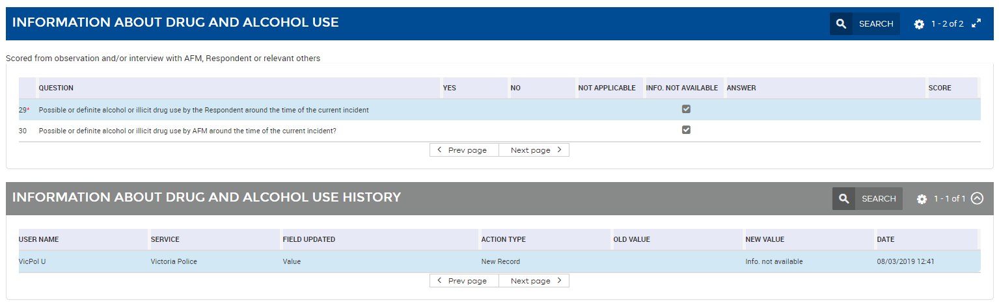 INFORMATION ABOUT DRUG AND ALCOHOL USE SEARCH 1 - 2 of 2
Scored from observation and/or interview with AFM, Respondent or relevant others
QUESTION YES NO NOT APPLICABLE INFO. NOT AVAILABLE ANSWER SCORE
29* Possible or definite alcohol or illicit drug use by the Respondent around the time of the current incident
30 Possible or definite alcohol or illicit drug use by AFM around the time of the current incident?
Prev page Next page
INFORMATION ABOUT DRUG AND ALCOHOL USE HISTORY SEARCH 1 - 1 of 1
USER NAME SERVICE FIELD UPDATED ACTION TYPE OLD VALUE NEW VALUE DATE
VicPol U Victoria Police Value New Record Info. not available 08/03/2019 12:41
Prev page Next page